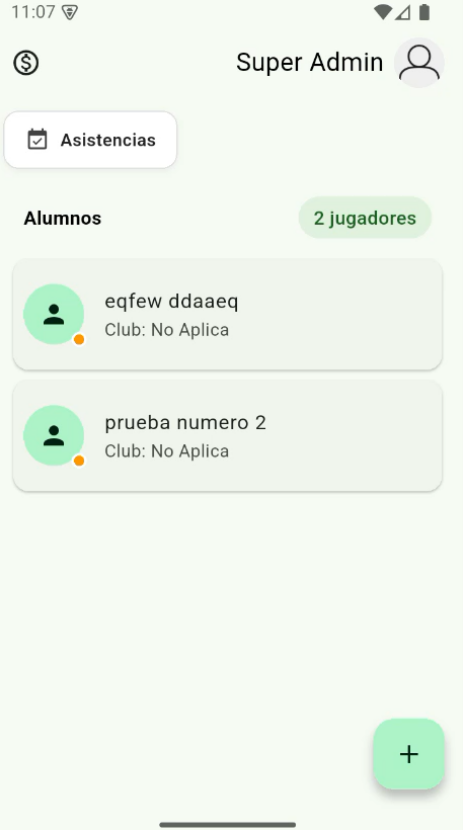 11:07
Super Admin
Asistencias
Alumnos
2 jugadores
eqfew ddaaeq
Club: No Aplica
prueba numero 2
Club: No Aplica